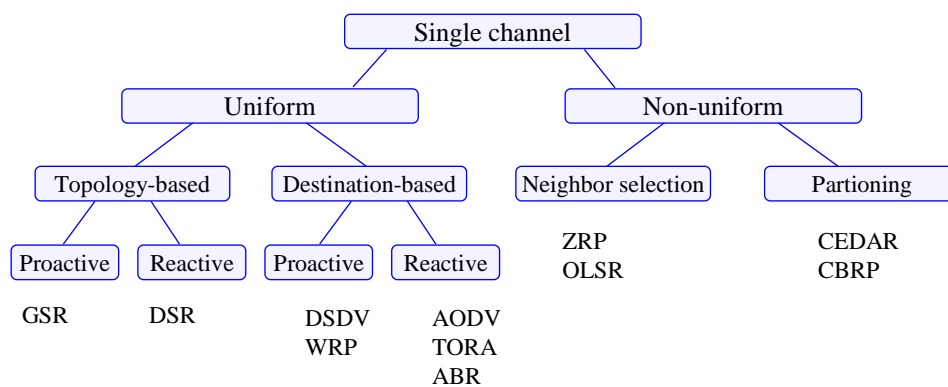 Single channel
Uniform
Non-uniform
Topology-based
Destination-based
Neighbor selection
Partioning
Proactive
Reactive
Proactive
Reactive
GSR
DSR
DSDV
WRP
AODV
TORA
ABR
ZRP
OLSR
CEDAR
CBRP